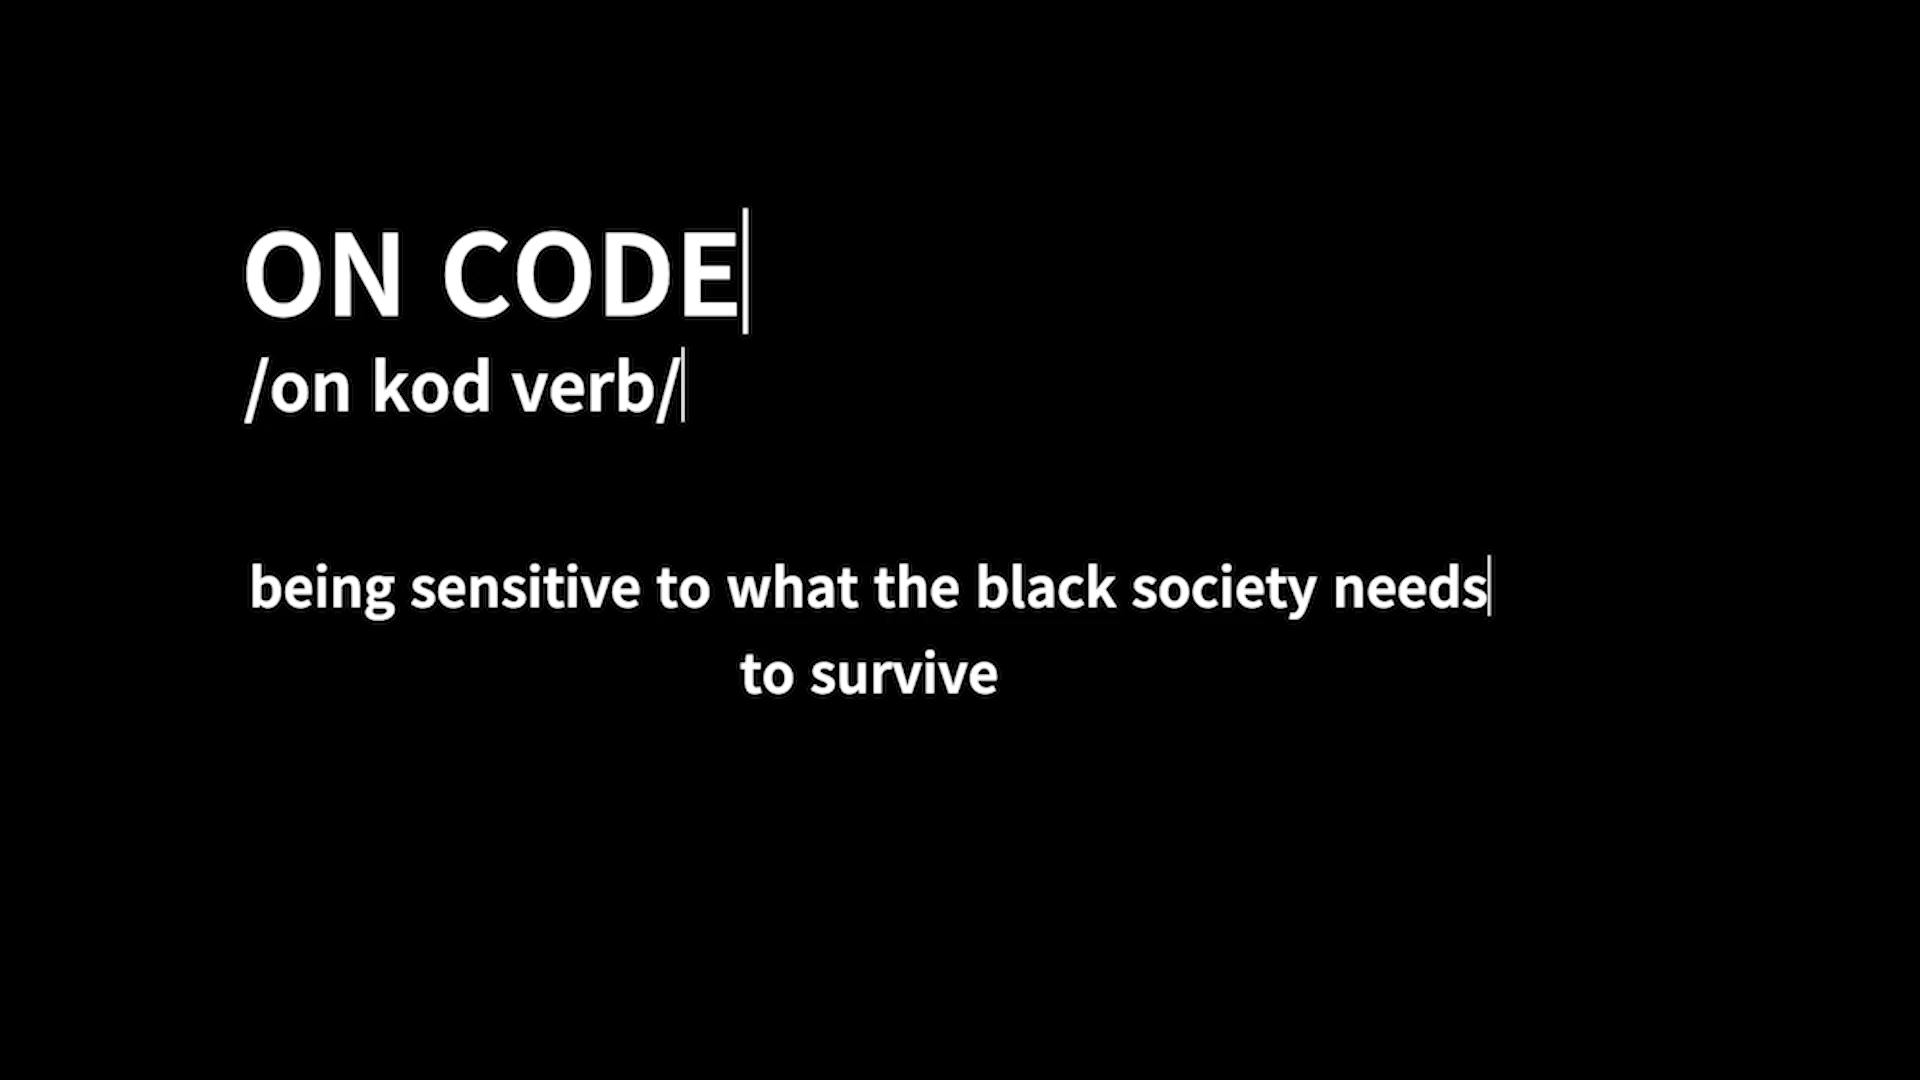 ON CODE
/on kod verb/
being sensitive to what the black society needs
to survive